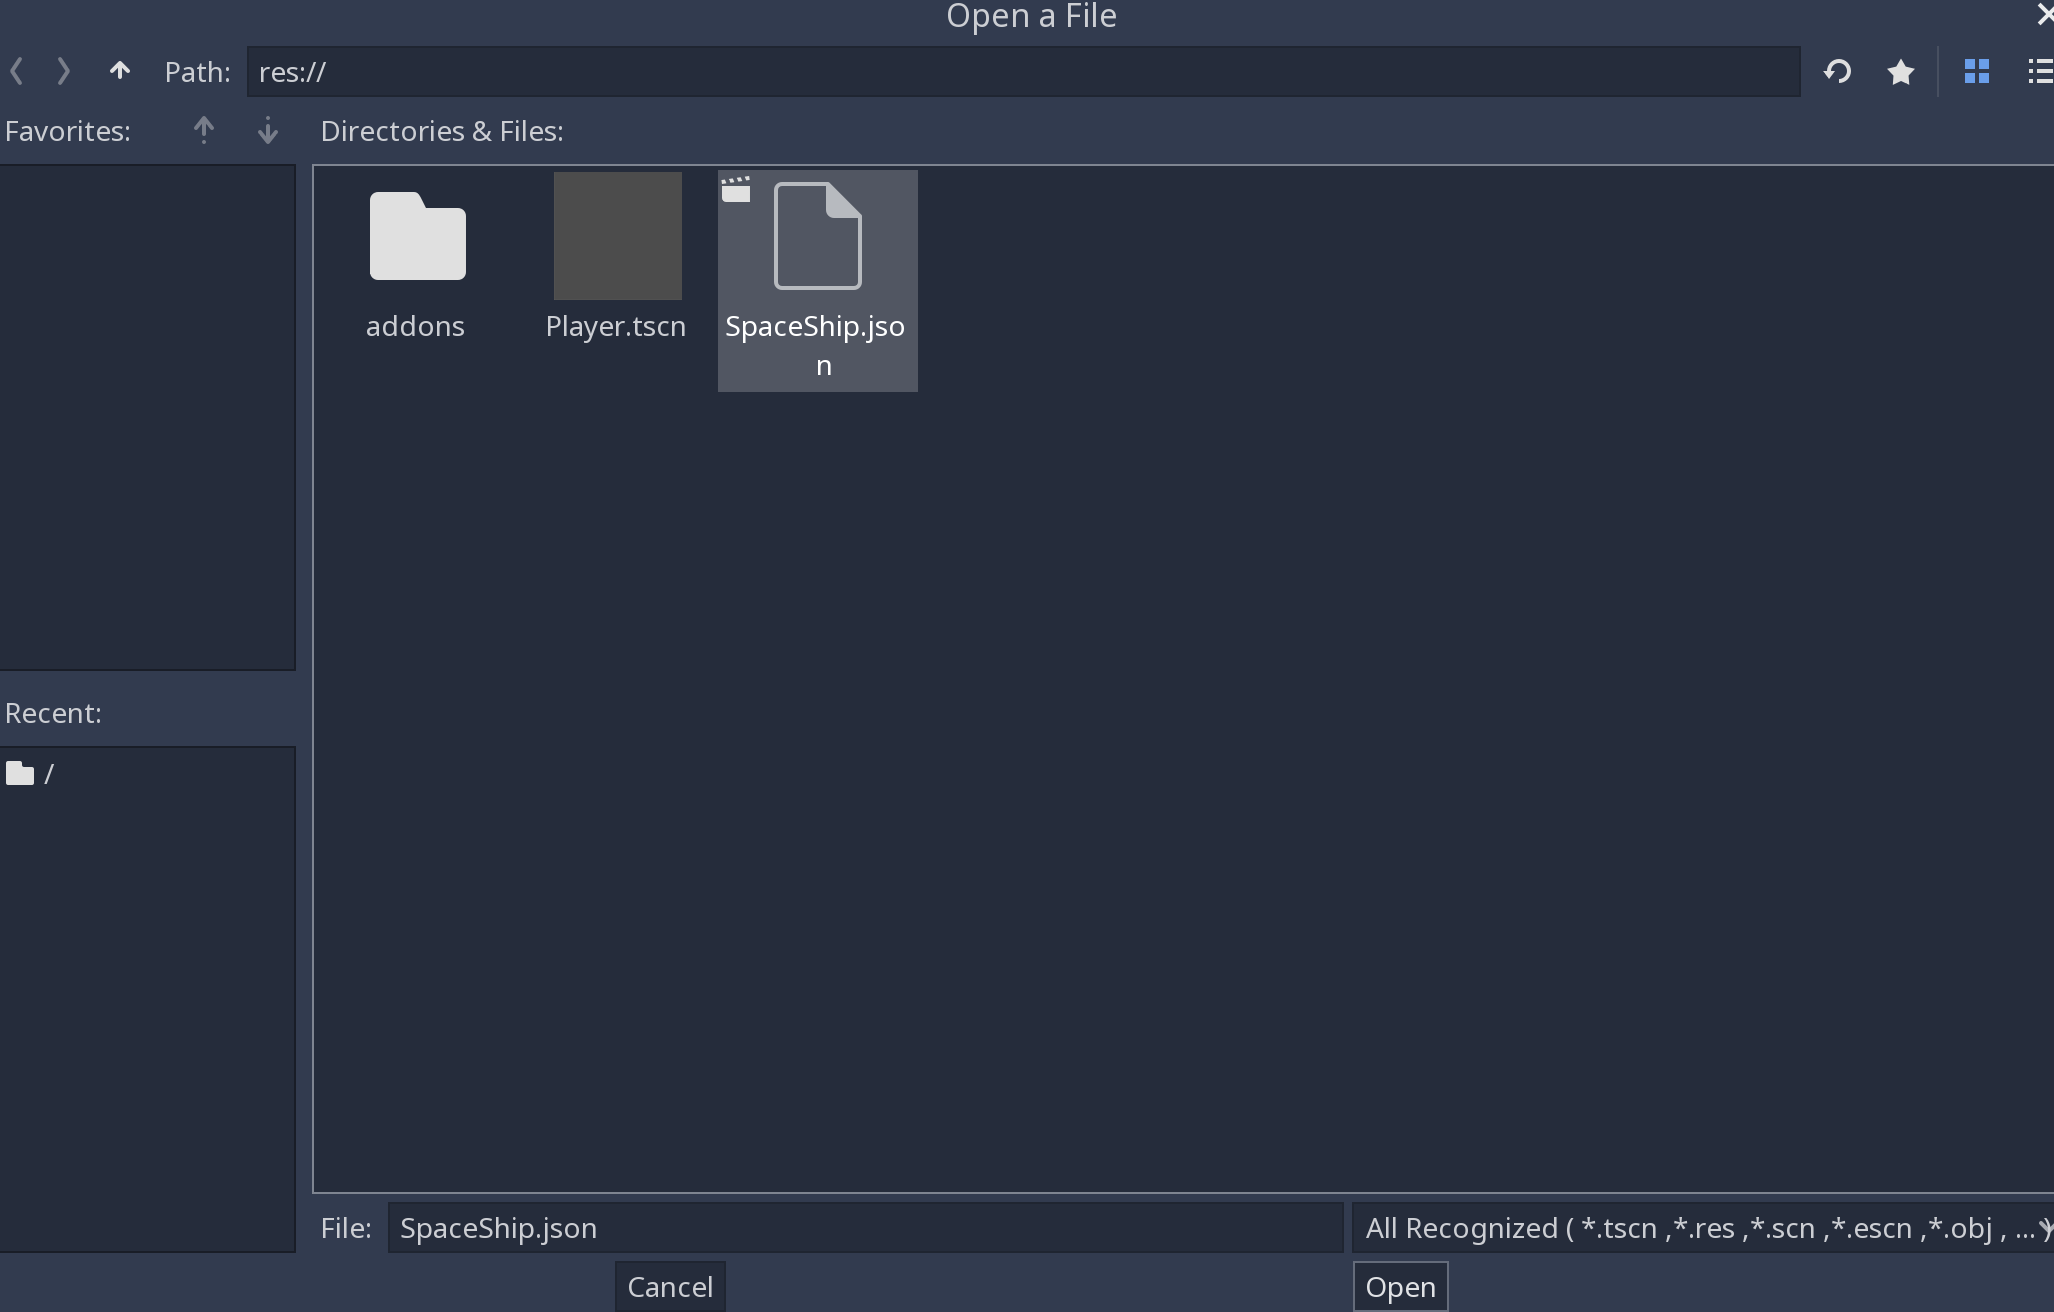 Open a File
Path: res://
Favorites:
Directories & Files:
addons
Player.tscn
SpaceShip.jso
n
Recent:
/
File: SpaceShip.json
All Recognized ( *.tscn ,*.res ,*.scn ,*.escn ,*.obj , ... )
Cancel
Open